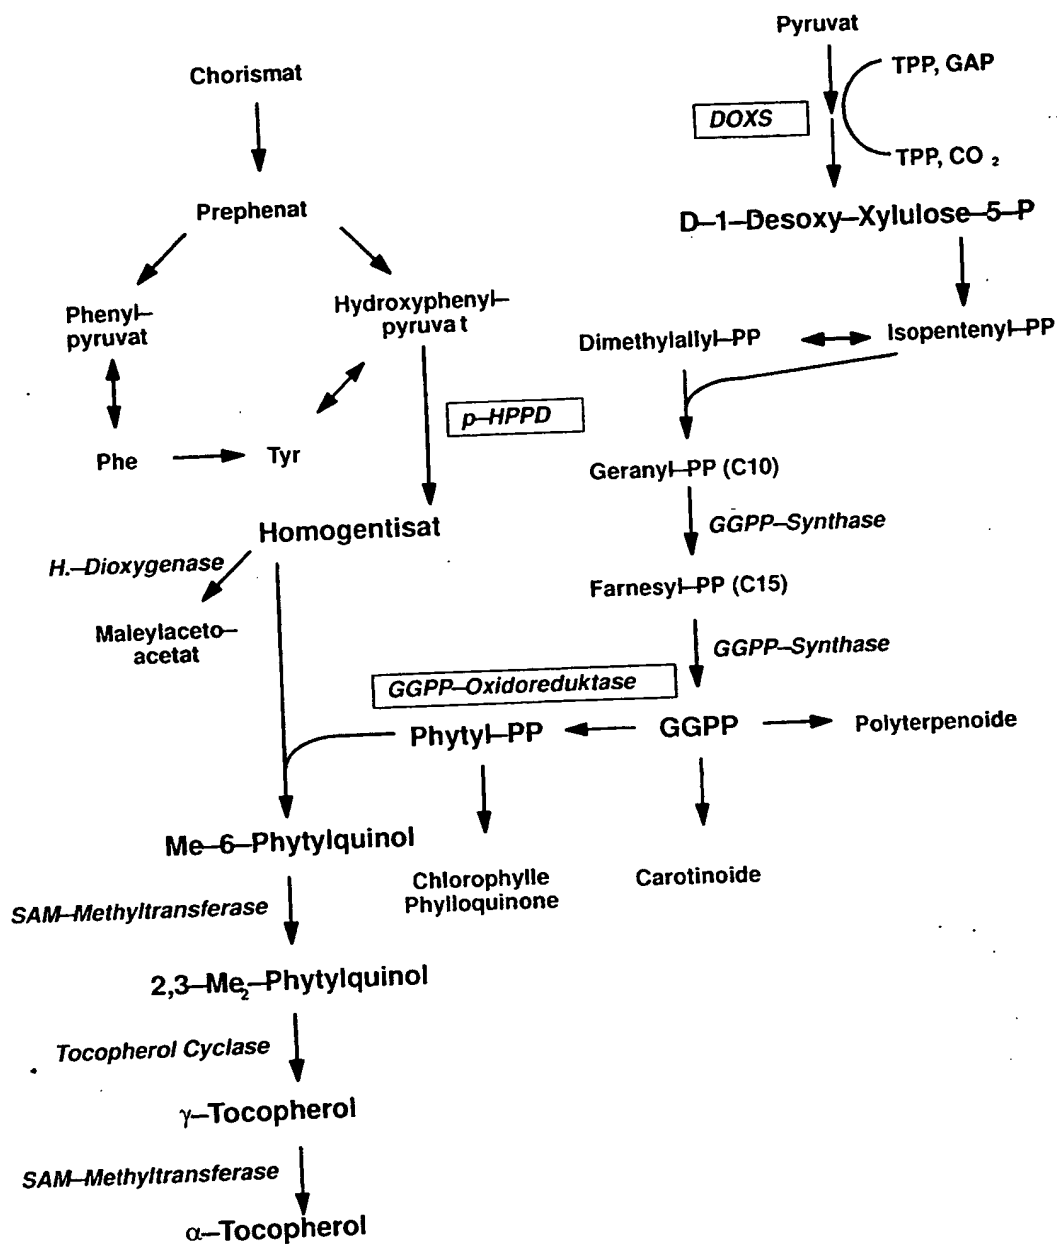 Pyruvat
TPP, GAP
Chorismat
DOXS
TPP, CO₂
Prephenat
D–1–Desoxy–Xylulose–5–P
Phenyl–
pyruvat
Hydroxyphenyl–
pyruvat
Dimethylallyl–PP
Isopentenyl–PP
p–HPPD
Phe
Tyr
Geranyl–PP (C10)
GGPP–Synthase
Homogentisat
H.–Dioxygenase
Farnesyl–PP (C15)
Maleylaceto–
acetat
GGPP–Synthase
GGPP–Oxidoreduktase
Phytyl–PP
GGPP
Polyterpenoide
Me–6–Phytylquinol
Chlorophylle
Phylloquinone
Carotinoide
SAM–Methyltransferase
2,3–Me₂–Phytylquinol
Tocopherol Cyclase
γ–Tocopherol
SAM–Methyltransferase
α–Tocopherol